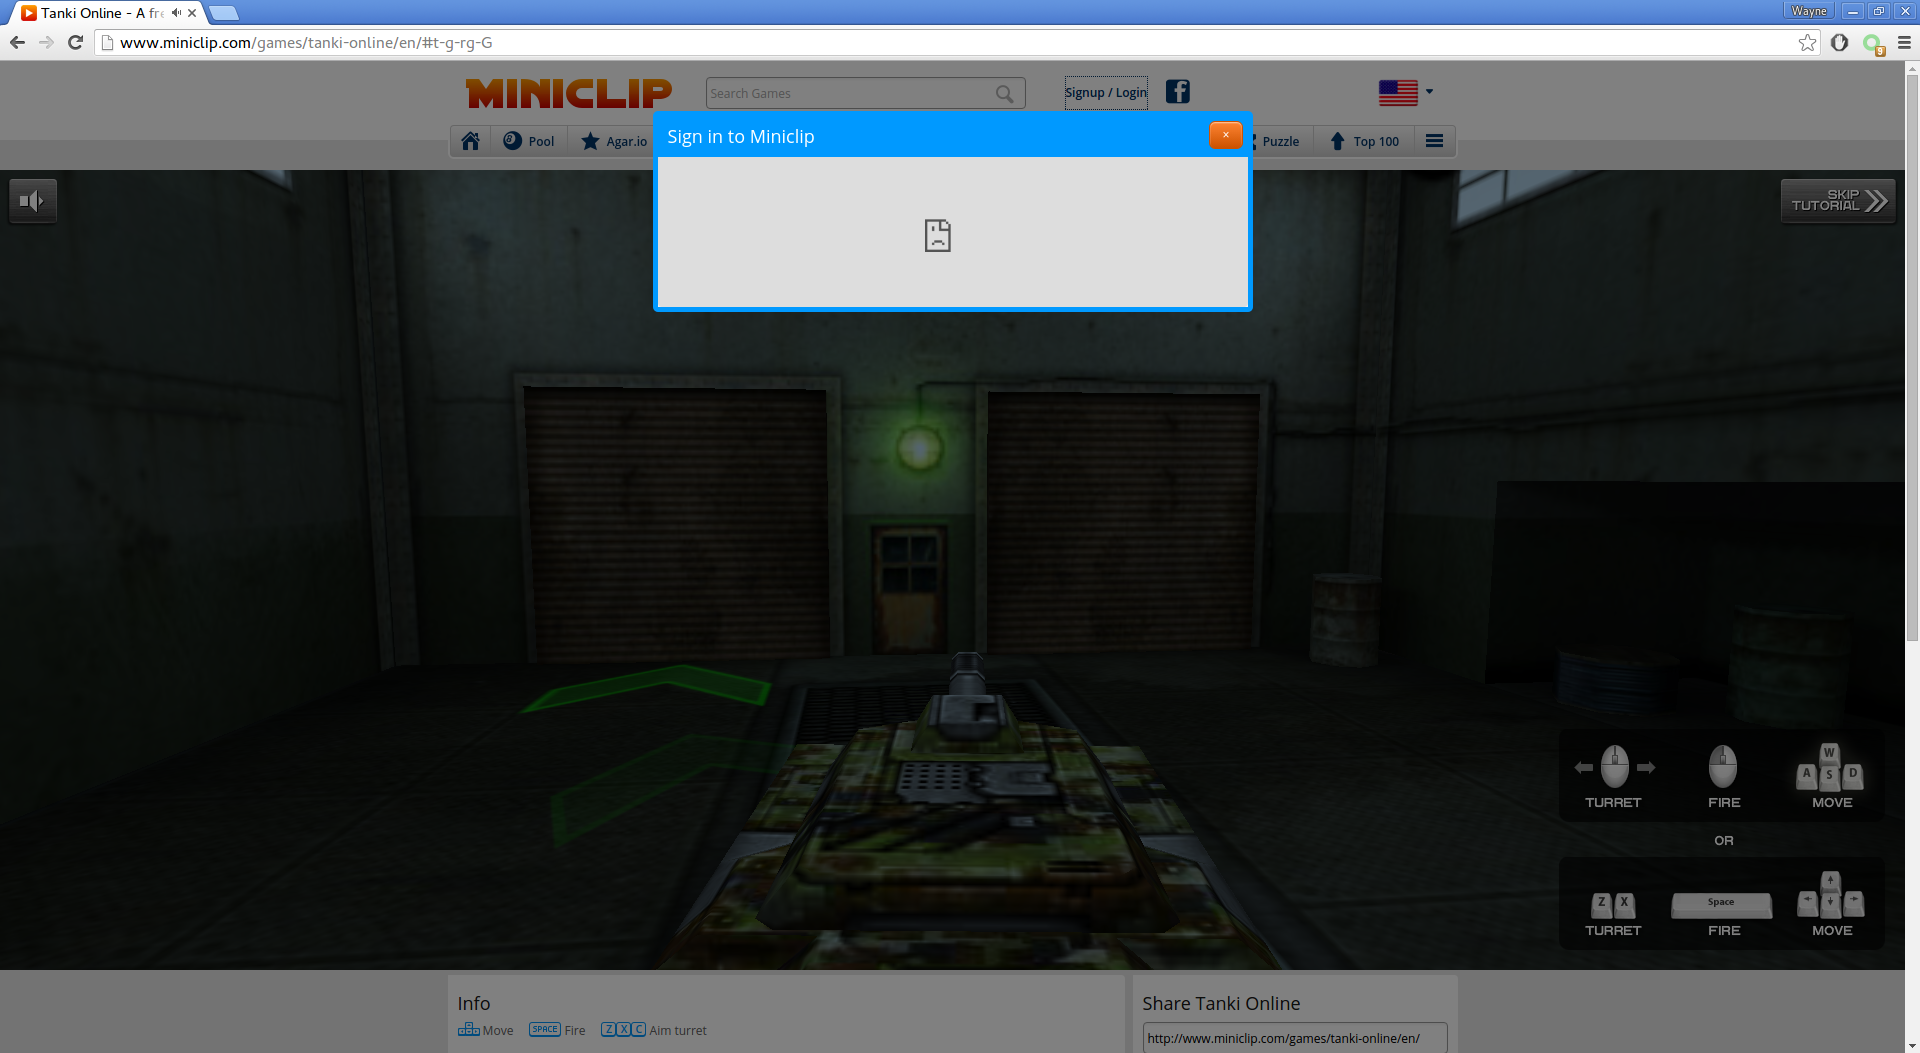 Tanki Online - A fre
Wayne
www.miniclip.com/games/tanki-online/en/#t-g-rg-G
9
MINICLIP
Search Games
Signup / Login
Pool
Agar.io
Puzzle
Top 100
Sign in to Miniclip
×
SKIP
TUTORIAL
W
A S D
TURRET FIRE MOVE
OR
Z X
Space
TURRET FIRE MOVE
Info
Move SPACE Fire Z X C Aim turret
Share Tanki Online
http://www.miniclip.com/games/tanki-online/en/